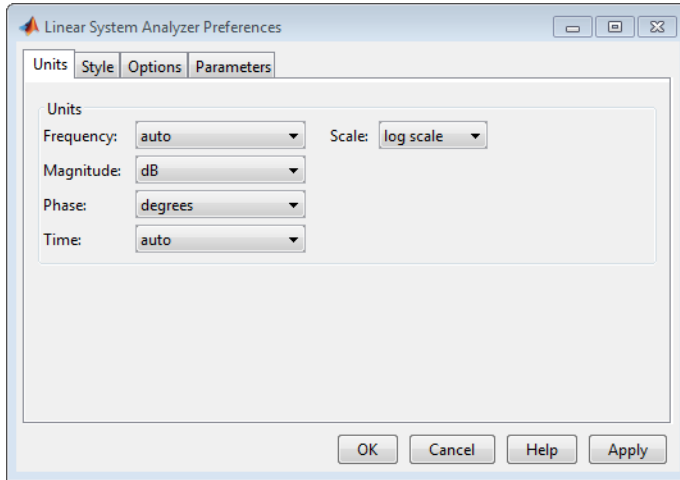 Linear System Analyzer Preferences
Units Style Options Parameters
Units
Frequency: auto Scale: log scale
Magnitude: dB
Phase: degrees
Time: auto
OK Cancel Help Apply